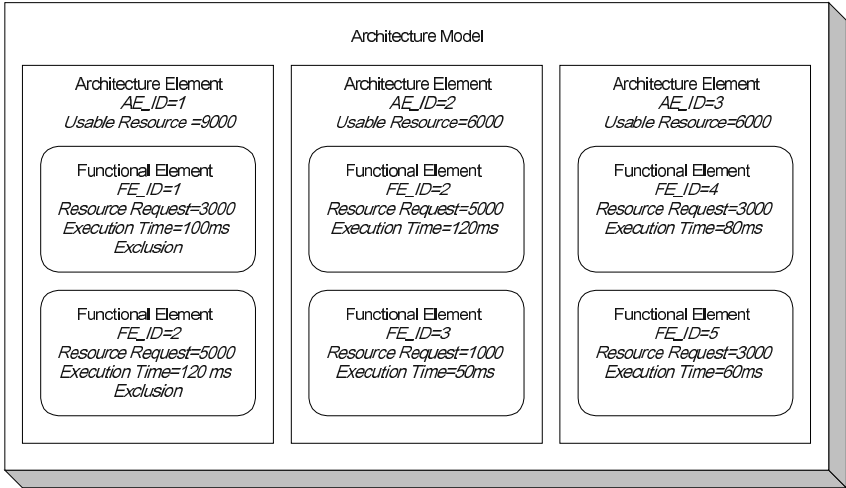 Architecture Model
Architecture Element
AE_ID=1
Usable Resource =9000
Functional Element
FE_ID=1
Resource Request=3000
Execution Time=100ms
Exclusion
Functional Element
FE_ID=2
Resource Request=5000
Execution Time=120 ms
Exclusion
Architecture Element
AE_ID=2
Usable Resource=6000
Functional Element
FE_ID=2
Resource Request=5000
Execution Time=120ms
Functional Element
FE_ID=3
Resource Request=1000
Execution Time=50ms
Architecture Element
AE_ID=3
Usable Resource=6000
Functional Element
FE_ID=4
Resource Request=3000
Execution Time=80ms
Functional Element
FE_ID=5
Resource Request=3000
Execution Time=60ms